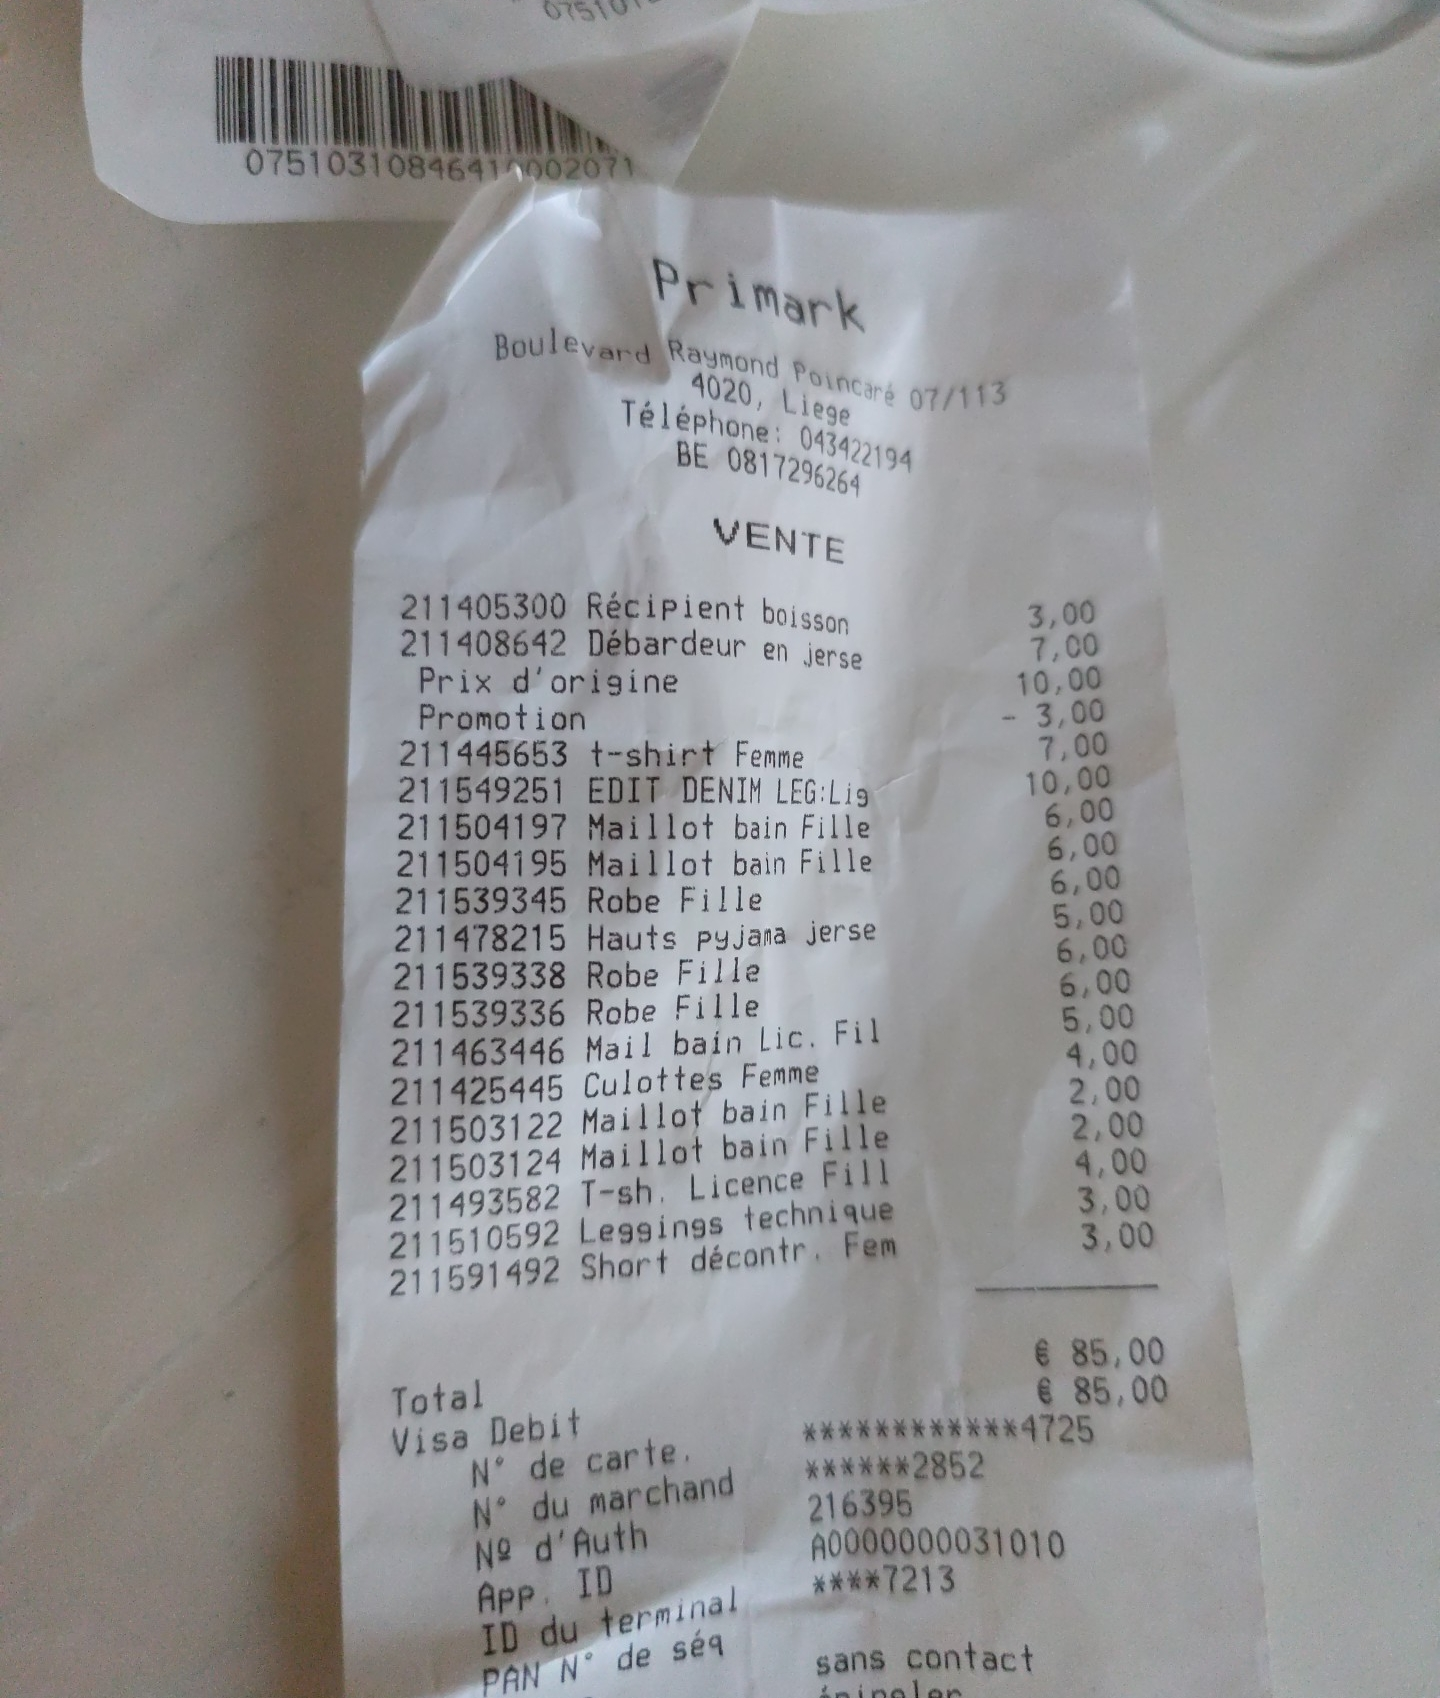 075101
0751031084641 002071
Primark
Boulevard Raymond Poincaré 07/113
4020, Liege
Téléphone: 043422194
BE 0817296264
VENTE
211405300 Récipient boisson 3,00
211408642 Débardeur en jerse 7,00
Prix d'origine 10,00
Promotion - 3,00
211445653 t-shirt Femme 7,00
211549251 EDIT DENIM LEG:Lig 10,00
211504197 Maillot bain Fille 6,00
211504195 Maillot bain Fille 6,00
211539345 Robe Fille 6,00
211478215 Hauts pyjama jerse 5,00
211539338 Robe Fille 6,00
211539336 Robe Fille 6,00
211463446 Mail bain Lic. Fil 5,00
211425445 Culottes Femme 4,00
211503122 Maillot bain Fille 2,00
211503124 Maillot bain Fille 2,00
211493582 T-sh. Licence Fill 4,00
211510592 Leggings technique 3,00
211591492 Short décontr. Fem 3,00
Total € 85,00
Visa Debit € 85,00
N° de carte. ************4725
N° du marchand ******2852
Nº d'Auth 216395
App. ID A0000000031010
ID du terminal ****7213
PAN N° de séq
sans contact